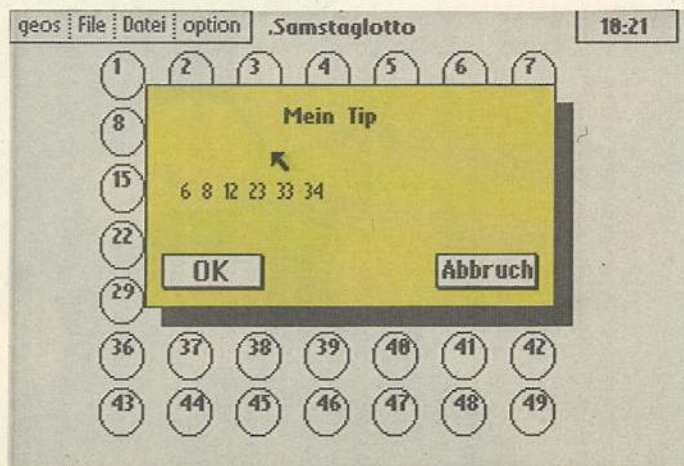 geos File Datei option .Samstaglotto 18:21
1 2 3 4 5 6 7
8 Mein Tip
15 6 8 12 23 33 34
22
OK Abbruch
29
36 37 38 39 40 41 42
43 44 45 46 47 48 49